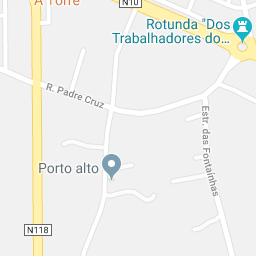 A Torre
N10
Rotunda "Dos
Trabalhadores do...
R. Padre Cruz
Estr. das Fontainhas
Porto alto
N118